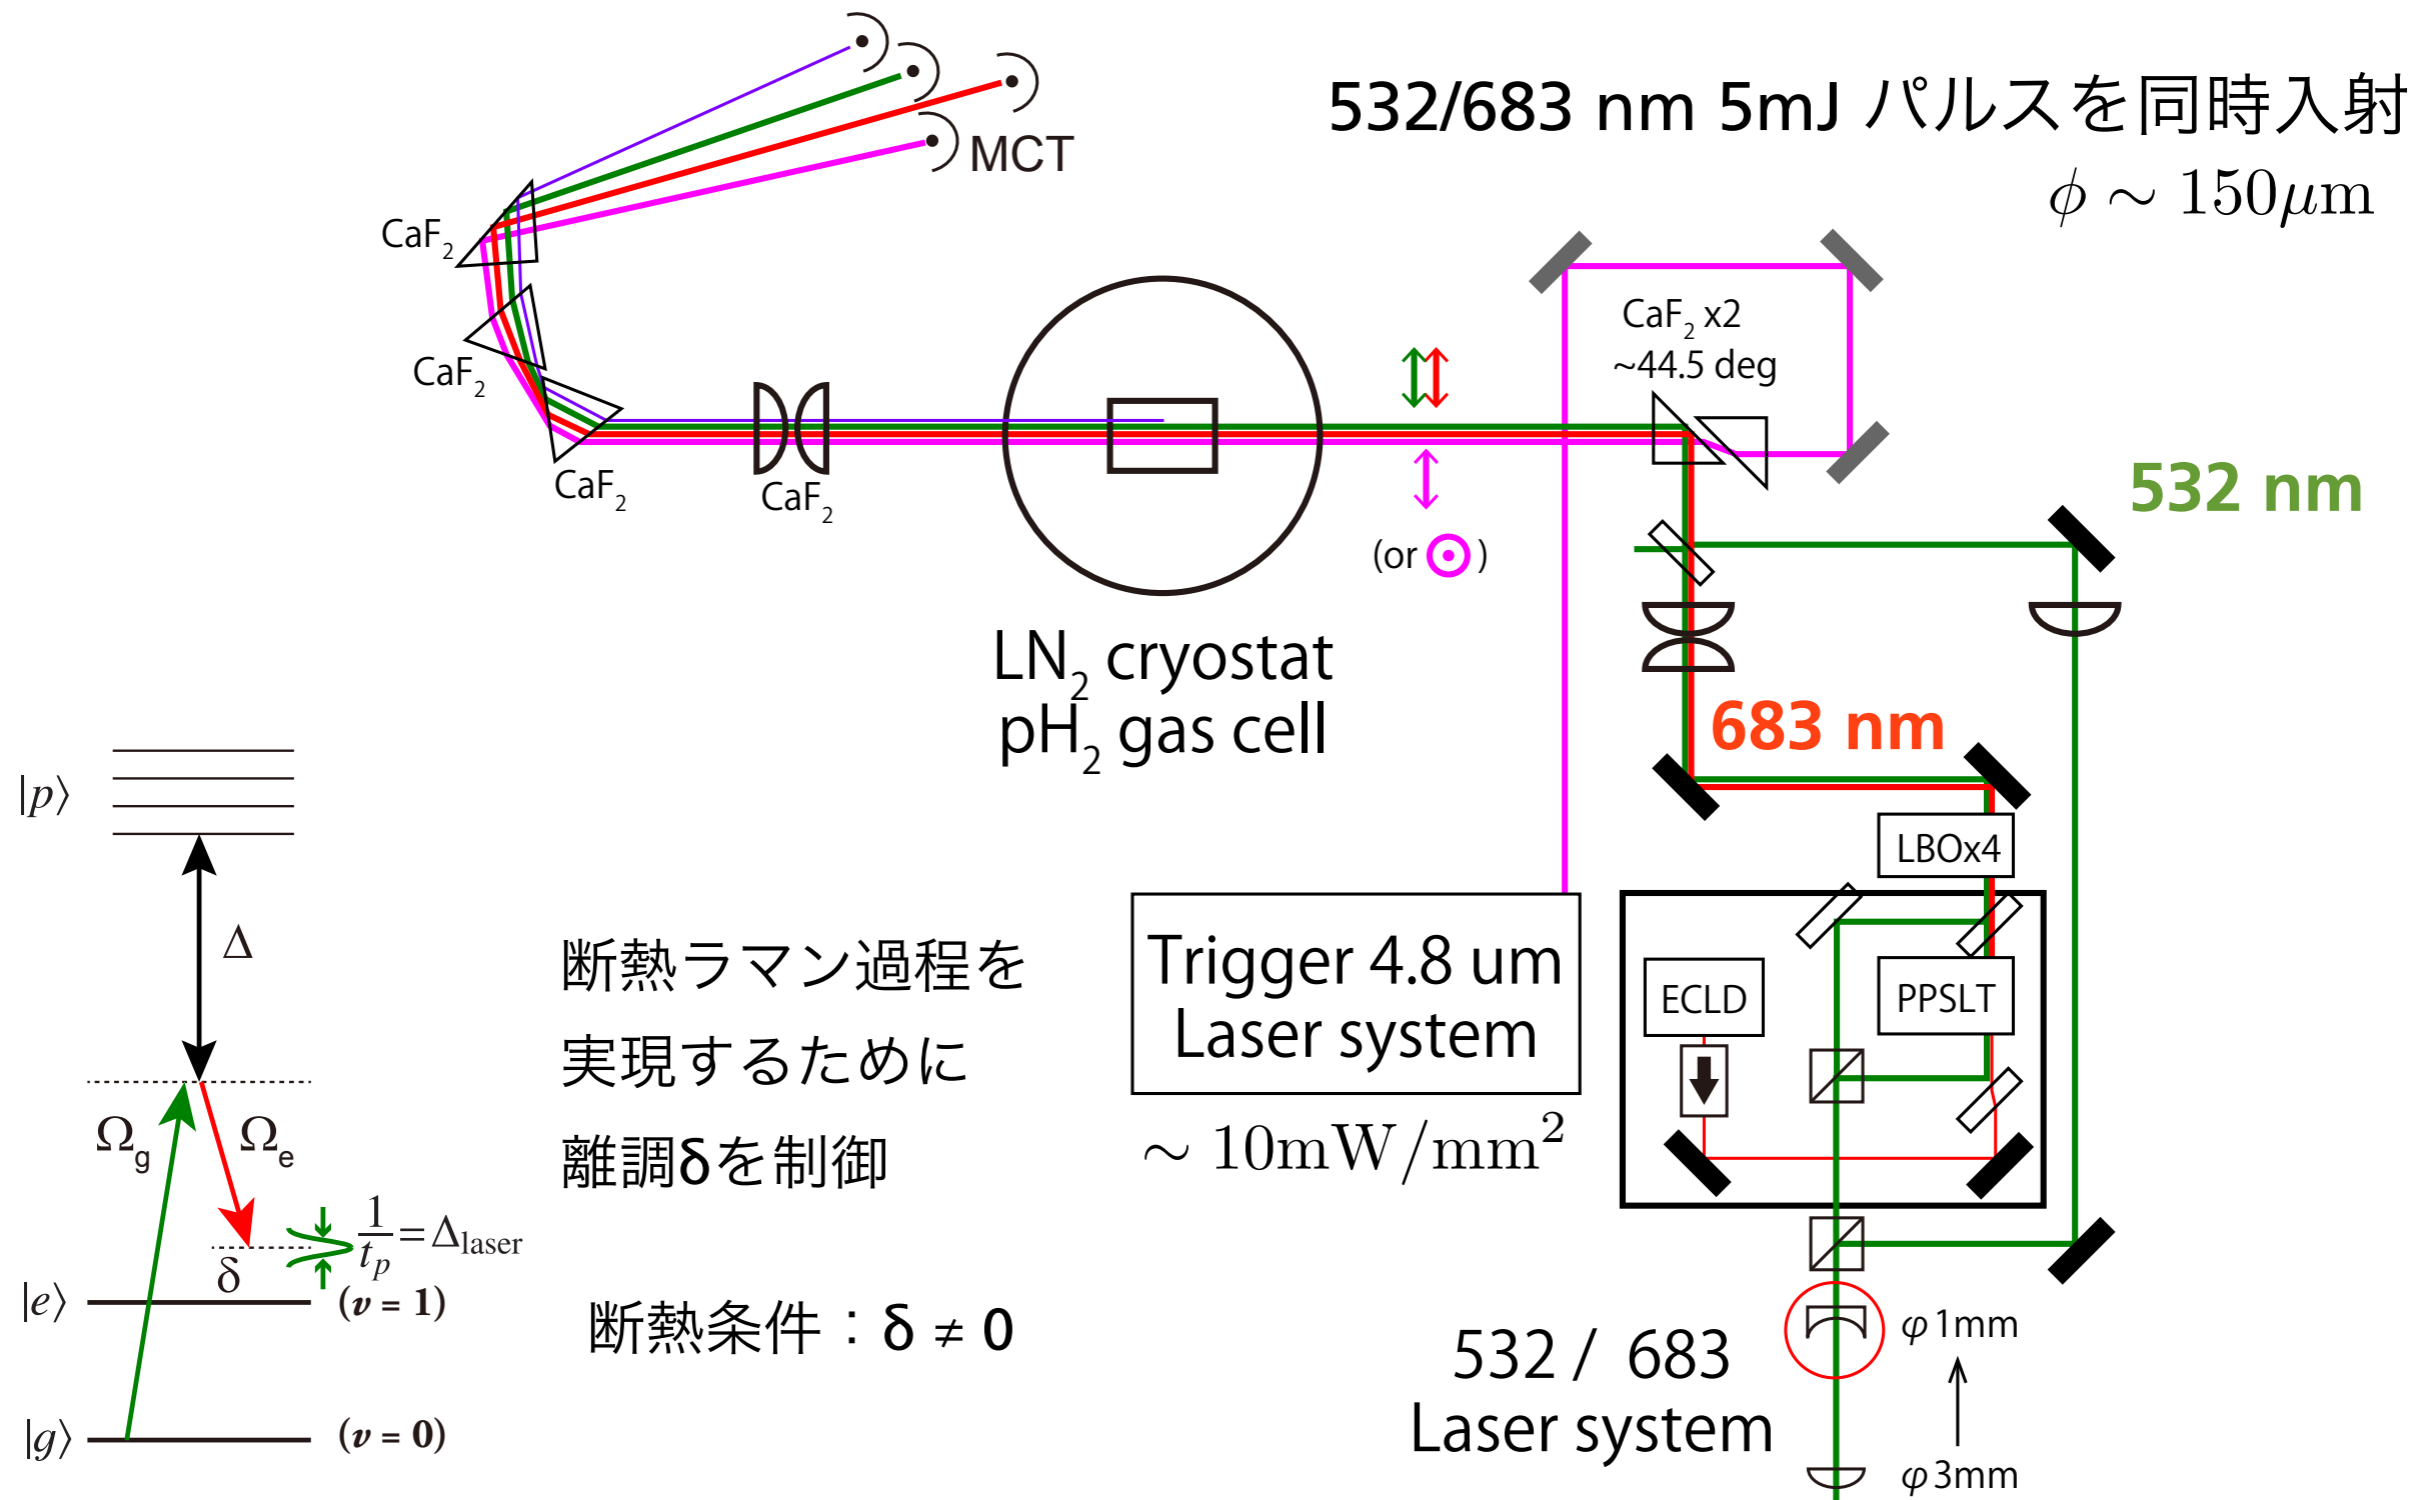 532/683 nm 5mJ パルスを同時入射
ϕ ∼ 150μm
MCT
CaF₂
CaF₂
CaF₂
CaF₂
CaF₂ x2
~44.5 deg
(or ⊙)
532 nm
LN₂ cryostat
pH₂ gas cell
683 nm
LBOx4
|p⟩
Δ
断熱ラマン過程を
実現するために
離調δを制御
Trigger 4.8 um
Laser system
∼ 10mW/mm²
ECLD
PPSLT
Ωg
Ωe
1/tₚ = Δlaser
δ
|e⟩
(v = 1)
断熱条件：δ ≠ 0
|g⟩
(v = 0)
532 / 683
Laser system
φ1mm
φ3mm